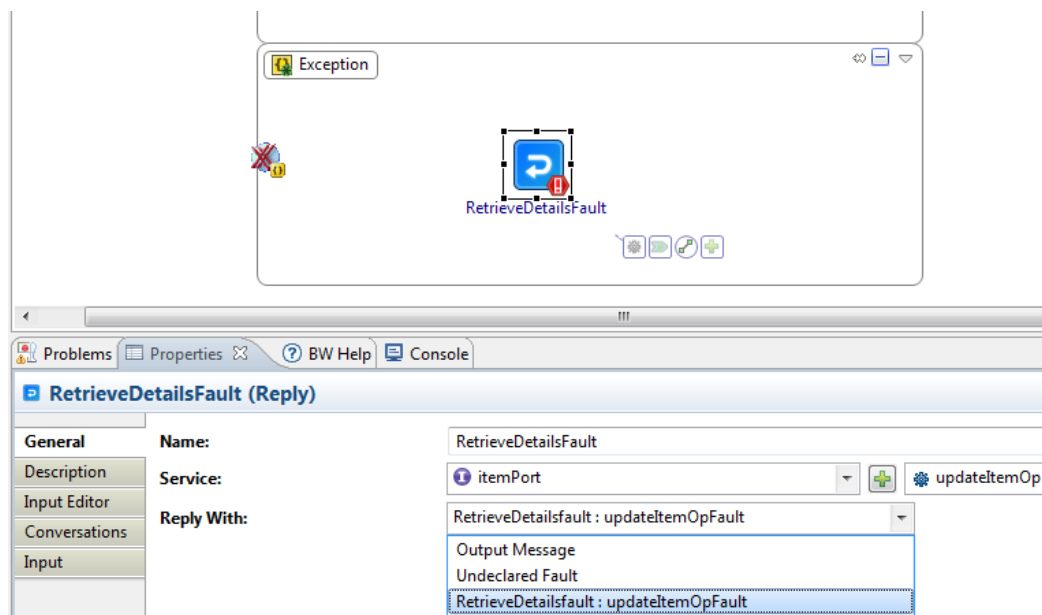 Exception
RetrieveDetailsFault
Problems Properties BW Help Console
RetrieveDetailsFault (Reply)
General Name: RetrieveDetailsFault
Description Service: itemPort updateItemOp
Input Editor
Reply With: RetrieveDetailsfault : updateItemOpFault
Conversations
Output Message
Input
Undeclared Fault
RetrieveDetailsfault : updateItemOpFault